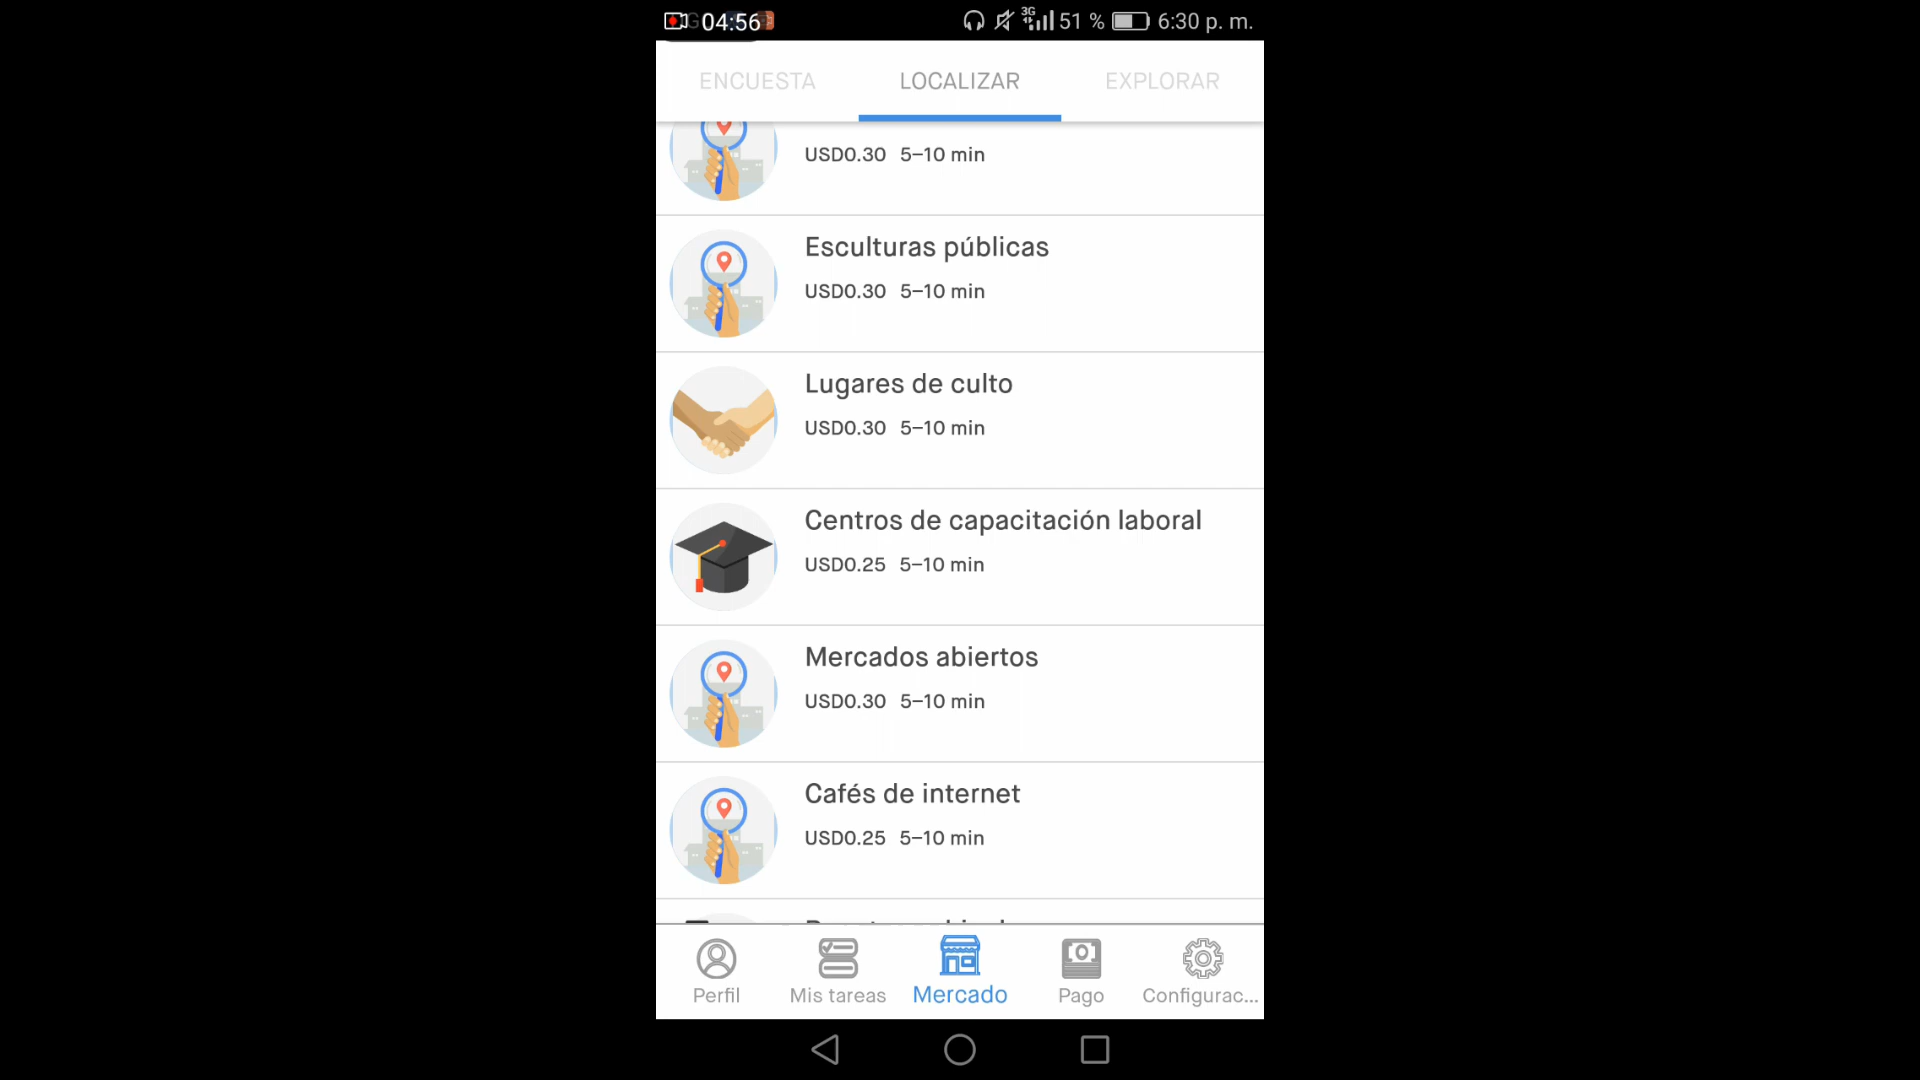 04:56
3G
51 %
6:30 p. m.
ENCUESTA
LOCALIZAR
EXPLORAR
USD0.30 5–10 min
Esculturas públicas
USD0.30 5–10 min
Lugares de culto
USD0.30 5–10 min
Centros de capacitación laboral
USD0.25 5–10 min
Mercados abiertos
USD0.30 5–10 min
Cafés de internet
USD0.25 5–10 min
Perfil
Mis tareas
Mercado
Pago
Configurac...